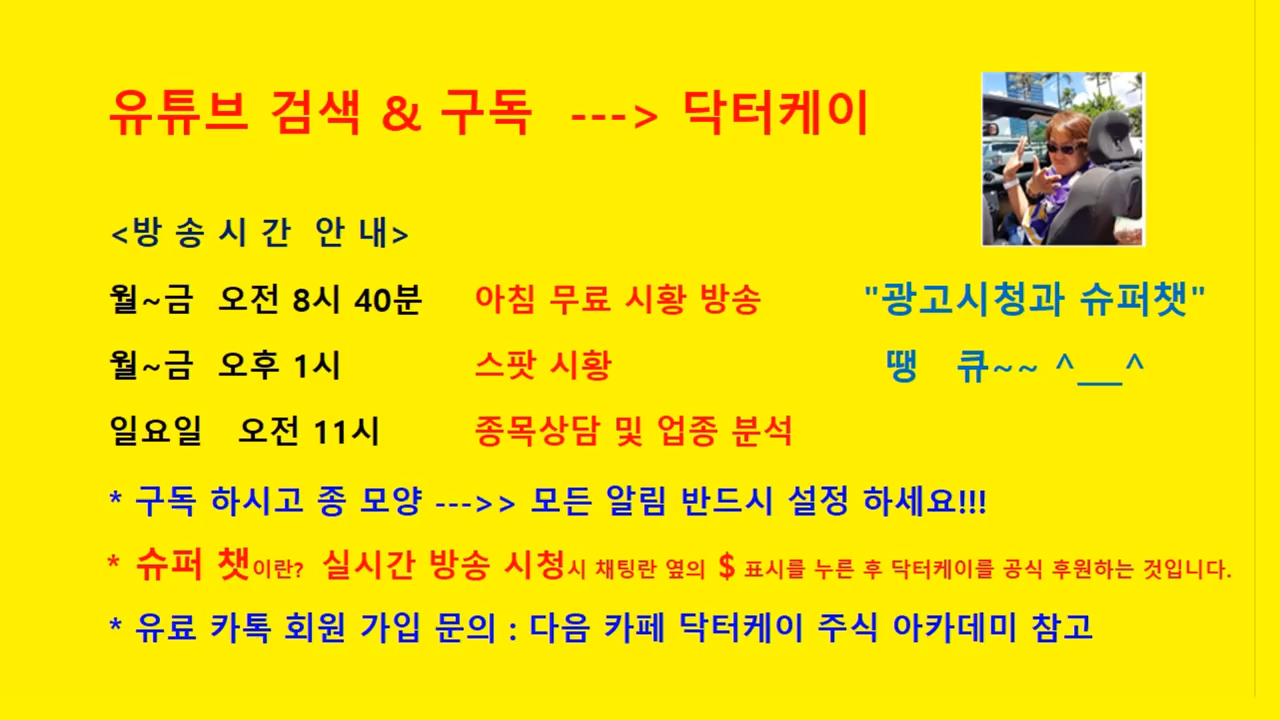 유튜브 검색 & 구독 ---> 닥터케이
<방 송 시 간 안 내>
월~금 오전 8시 40분 아침 무료 시황 방송 "광고시청과 슈퍼챗"
월~금 오후 1시 스팟 시황 땡 큐~~ ^__^
일요일 오전 11시 종목상담 및 업종 분석
* 구독 하시고 종 모양 --->> 모든 알림 반드시 설정 하세요!!!
* 슈퍼 챗이란? 실시간 방송 시청시 채팅란 옆의 $ 표시를 누른 후 닥터케이를 공식 후원하는 것입니다.
* 유료 카톡 회원 가입 문의 : 다음 카페 닥터케이 주식 아카데미 참고